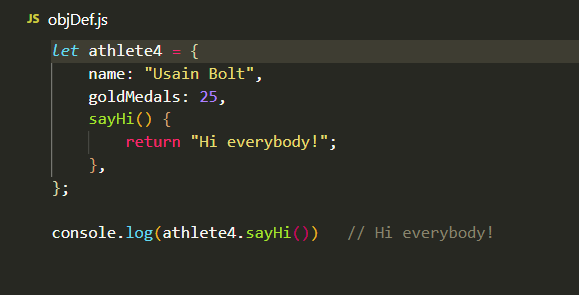 JS objDef.js
let athlete4 = {
    name: "Usain Bolt",
    goldMedals: 25,
    sayHi() {
        return "Hi everybody!";
    },
};
console.log(athlete4.sayHi())   // Hi everybody!